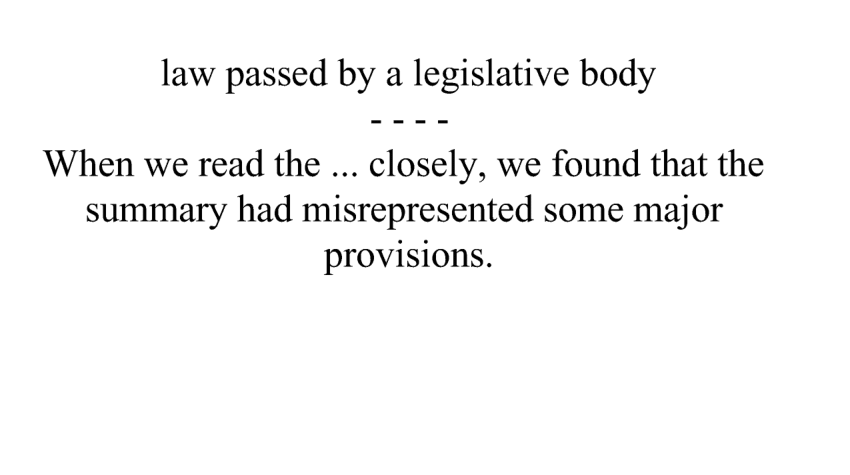 law passed by a legislative body
- - - -
When we read the ... closely, we found that the
summary had misrepresented some major
provisions.